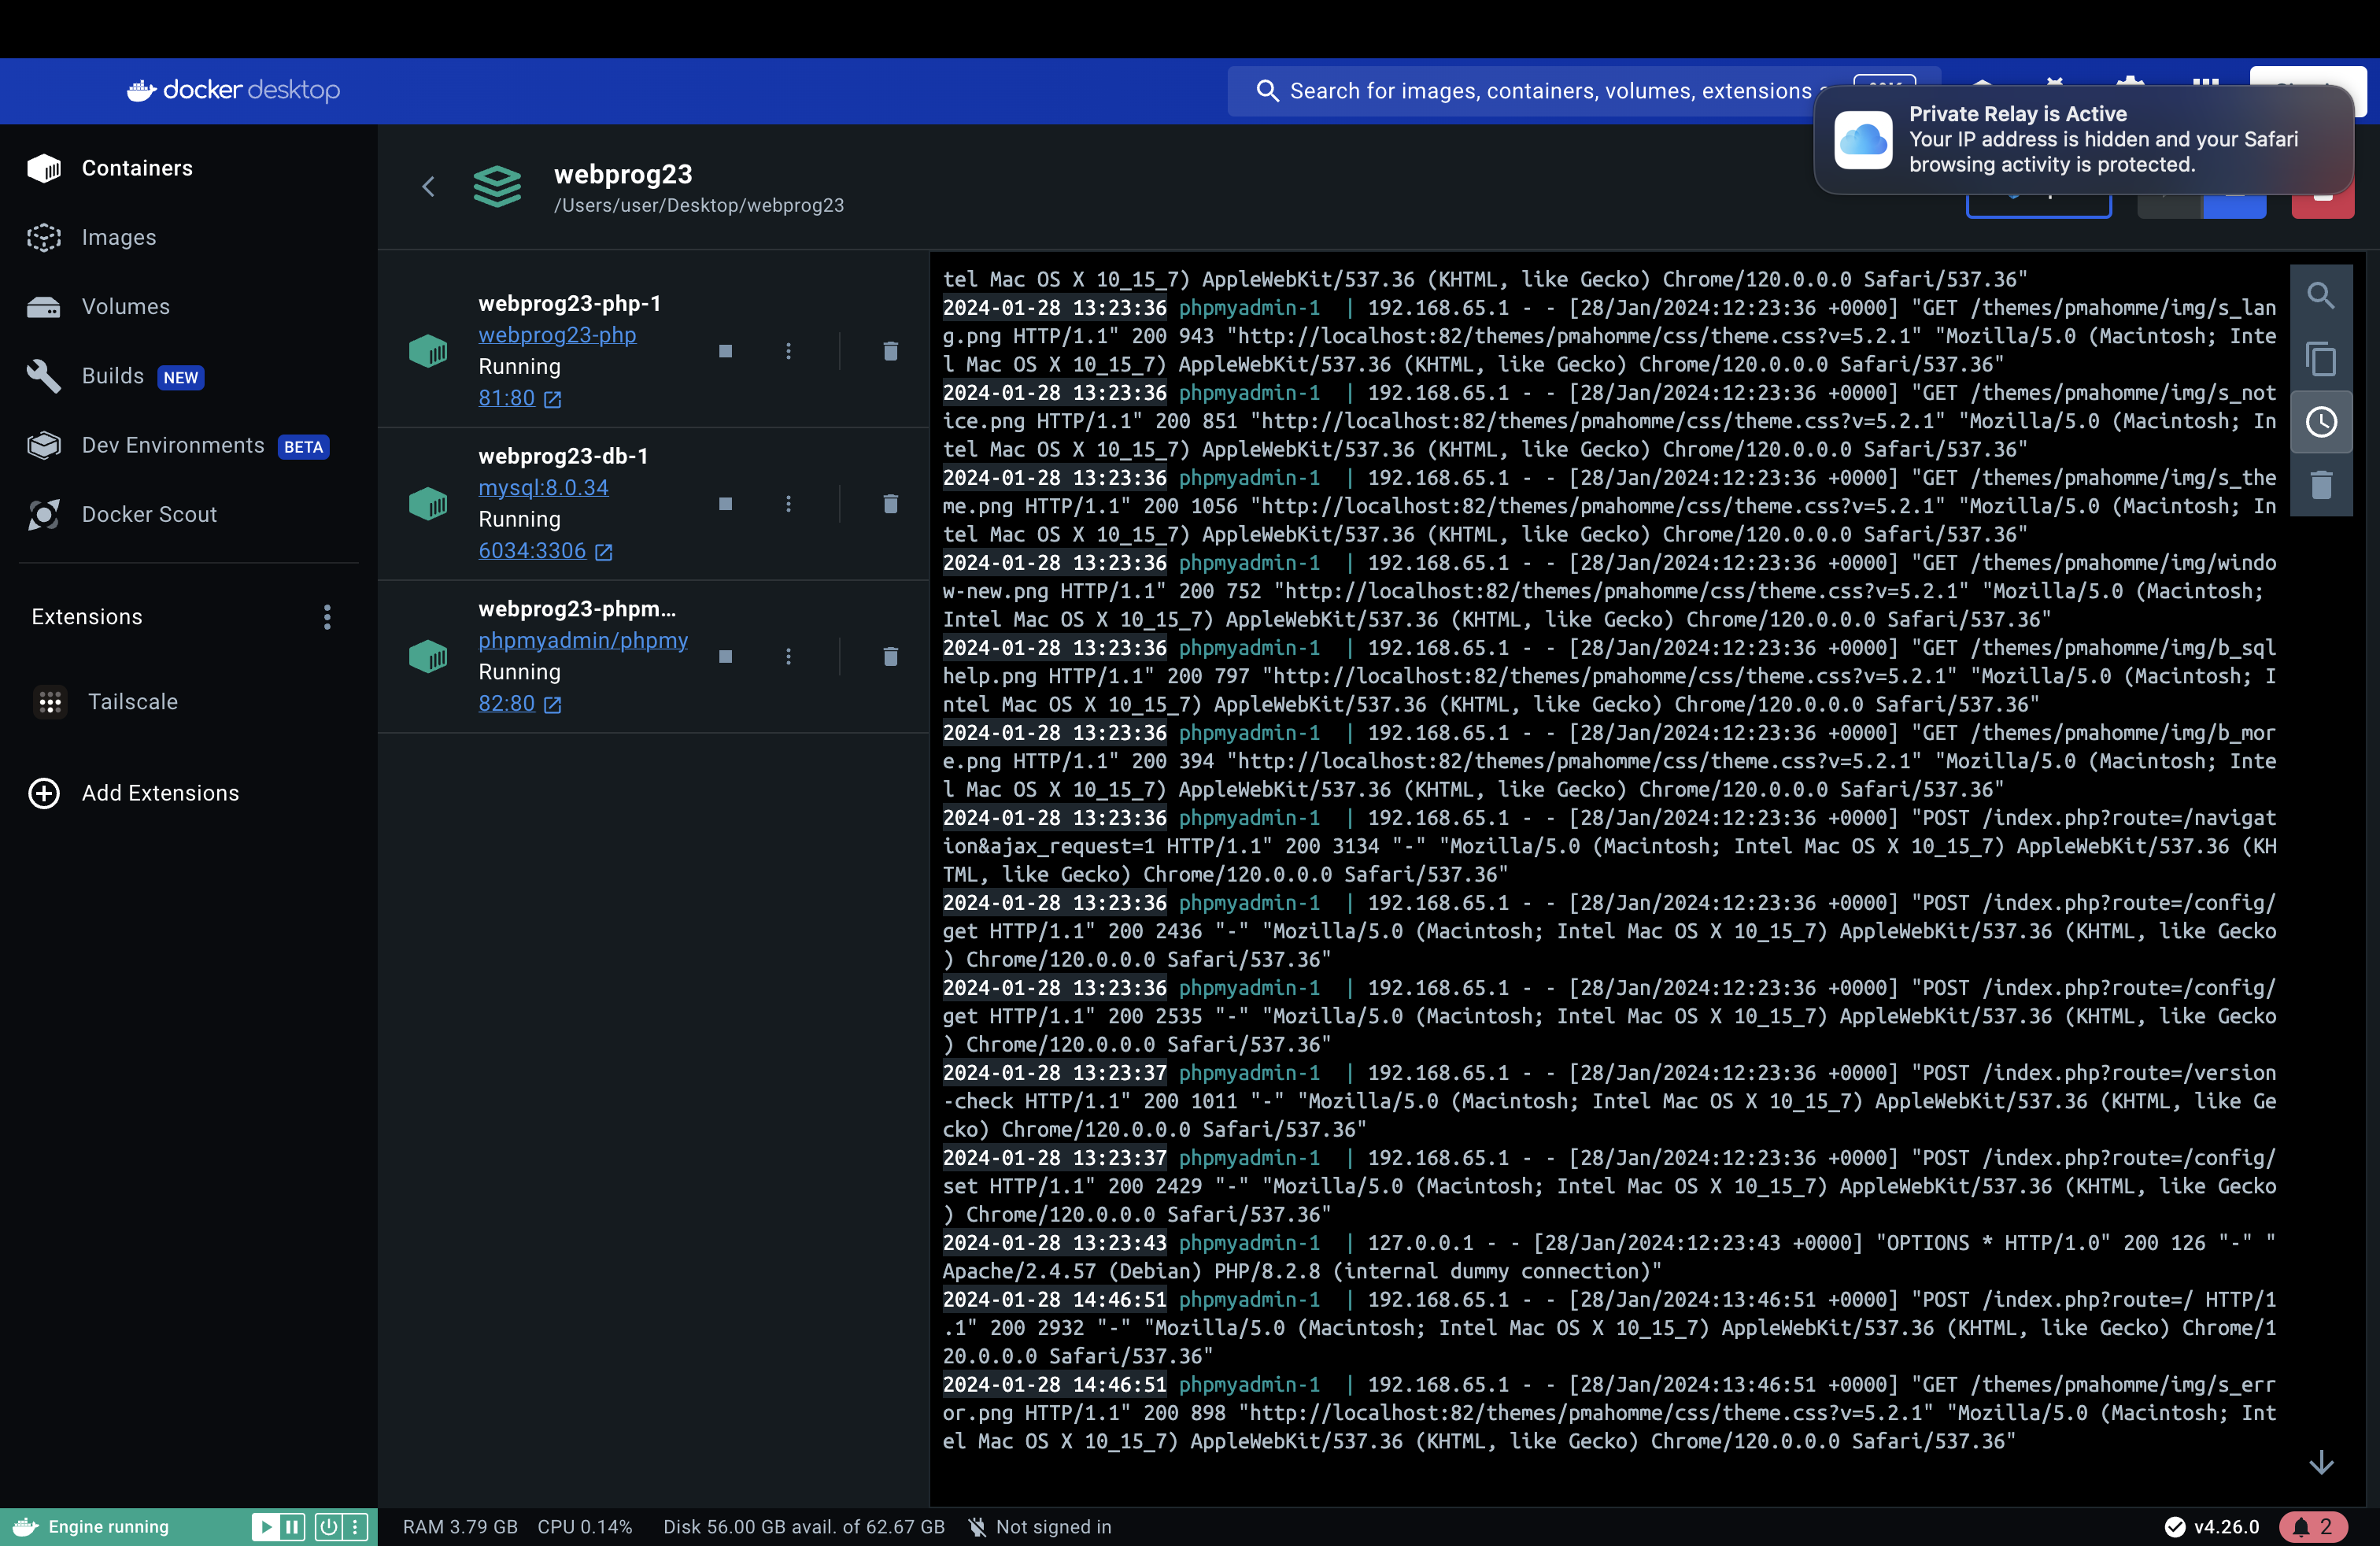 docker desktop
Search for images, containers, volumes, extensions
Private Relay is Active
Your IP address is hidden and your Safari
browsing activity is protected.
Containers
Images
Volumes
Builds NEW
Dev Environments BETA
Docker Scout
Extensions
Tailscale
Add Extensions
webprog23
/Users/user/Desktop/webprog23
webprog23-php-1
webprog23-php
Running
81:80
webprog23-db-1
mysql:8.0.34
Running
6034:3306
webprog23-phpm...
phpmyadmin/phpmy
Running
82:80
tel Mac OS X 10_15_7) AppleWebKit/537.36 (KHTML, like Gecko) Chrome/120.0.0.0 Safari/537.36"
2024-01-28 13:23:36 phpmyadmin-1 | 192.168.65.1 - - [28/Jan/2024:12:23:36 +0000] "GET /themes/pmahomme/img/s_lan
g.png HTTP/1.1" 200 943 "http://localhost:82/themes/pmahomme/css/theme.css?v=5.2.1" "Mozilla/5.0 (Macintosh; Inte
l Mac OS X 10_15_7) AppleWebKit/537.36 (KHTML, like Gecko) Chrome/120.0.0.0 Safari/537.36"
2024-01-28 13:23:36 phpmyadmin-1 | 192.168.65.1 - - [28/Jan/2024:12:23:36 +0000] "GET /themes/pmahomme/img/s_not
ice.png HTTP/1.1" 200 851 "http://localhost:82/themes/pmahomme/css/theme.css?v=5.2.1" "Mozilla/5.0 (Macintosh; In
tel Mac OS X 10_15_7) AppleWebKit/537.36 (KHTML, like Gecko) Chrome/120.0.0.0 Safari/537.36"
2024-01-28 13:23:36 phpmyadmin-1 | 192.168.65.1 - - [28/Jan/2024:12:23:36 +0000] "GET /themes/pmahomme/img/s_the
me.png HTTP/1.1" 200 1056 "http://localhost:82/themes/pmahomme/css/theme.css?v=5.2.1" "Mozilla/5.0 (Macintosh; In
tel Mac OS X 10_15_7) AppleWebKit/537.36 (KHTML, like Gecko) Chrome/120.0.0.0 Safari/537.36"
2024-01-28 13:23:36 phpmyadmin-1 | 192.168.65.1 - - [28/Jan/2024:12:23:36 +0000] "GET /themes/pmahomme/img/windo
w-new.png HTTP/1.1" 200 752 "http://localhost:82/themes/pmahomme/css/theme.css?v=5.2.1" "Mozilla/5.0 (Macintosh;
Intel Mac OS X 10_15_7) AppleWebKit/537.36 (KHTML, like Gecko) Chrome/120.0.0.0 Safari/537.36"
2024-01-28 13:23:36 phpmyadmin-1 | 192.168.65.1 - - [28/Jan/2024:12:23:36 +0000] "GET /themes/pmahomme/img/b_sql
help.png HTTP/1.1" 200 797 "http://localhost:82/themes/pmahomme/css/theme.css?v=5.2.1" "Mozilla/5.0 (Macintosh; I
ntel Mac OS X 10_15_7) AppleWebKit/537.36 (KHTML, like Gecko) Chrome/120.0.0.0 Safari/537.36"
2024-01-28 13:23:36 phpmyadmin-1 | 192.168.65.1 - - [28/Jan/2024:12:23:36 +0000] "GET /themes/pmahomme/img/b_mor
e.png HTTP/1.1" 200 394 "http://localhost:82/themes/pmahomme/css/theme.css?v=5.2.1" "Mozilla/5.0 (Macintosh; Inte
l Mac OS X 10_15_7) AppleWebKit/537.36 (KHTML, like Gecko) Chrome/120.0.0.0 Safari/537.36"
2024-01-28 13:23:36 phpmyadmin-1 | 192.168.65.1 - - [28/Jan/2024:12:23:36 +0000] "POST /index.php?route=/navigat
ion&ajax_request=1 HTTP/1.1" 200 3134 "-" "Mozilla/5.0 (Macintosh; Intel Mac OS X 10_15_7) AppleWebKit/537.36 (KH
TML, like Gecko) Chrome/120.0.0.0 Safari/537.36"
2024-01-28 13:23:36 phpmyadmin-1 | 192.168.65.1 - - [28/Jan/2024:12:23:36 +0000] "POST /index.php?route=/config/
get HTTP/1.1" 200 2436 "-" "Mozilla/5.0 (Macintosh; Intel Mac OS X 10_15_7) AppleWebKit/537.36 (KHTML, like Gecko
) Chrome/120.0.0.0 Safari/537.36"
2024-01-28 13:23:36 phpmyadmin-1 | 192.168.65.1 - - [28/Jan/2024:12:23:36 +0000] "POST /index.php?route=/config/
get HTTP/1.1" 200 2535 "-" "Mozilla/5.0 (Macintosh; Intel Mac OS X 10_15_7) AppleWebKit/537.36 (KHTML, like Gecko
) Chrome/120.0.0.0 Safari/537.36"
2024-01-28 13:23:37 phpmyadmin-1 | 192.168.65.1 - - [28/Jan/2024:12:23:36 +0000] "POST /index.php?route=/version
-check HTTP/1.1" 200 1011 "-" "Mozilla/5.0 (Macintosh; Intel Mac OS X 10_15_7) AppleWebKit/537.36 (KHTML, like Ge
cko) Chrome/120.0.0.0 Safari/537.36"
2024-01-28 13:23:37 phpmyadmin-1 | 192.168.65.1 - - [28/Jan/2024:12:23:36 +0000] "POST /index.php?route=/config/
set HTTP/1.1" 200 2429 "-" "Mozilla/5.0 (Macintosh; Intel Mac OS X 10_15_7) AppleWebKit/537.36 (KHTML, like Gecko
) Chrome/120.0.0.0 Safari/537.36"
2024-01-28 13:23:43 phpmyadmin-1 | 127.0.0.1 - - [28/Jan/2024:12:23:43 +0000] "OPTIONS * HTTP/1.0" 200 126 "-" "
Apache/2.4.57 (Debian) PHP/8.2.8 (internal dummy connection)"
2024-01-28 14:46:51 phpmyadmin-1 | 192.168.65.1 - - [28/Jan/2024:13:46:51 +0000] "POST /index.php?route=/ HTTP/1
.1" 200 2932 "-" "Mozilla/5.0 (Macintosh; Intel Mac OS X 10_15_7) AppleWebKit/537.36 (KHTML, like Gecko) Chrome/1
20.0.0.0 Safari/537.36"
2024-01-28 14:46:51 phpmyadmin-1 | 192.168.65.1 - - [28/Jan/2024:13:46:51 +0000] "GET /themes/pmahomme/img/s_err
or.png HTTP/1.1" 200 898 "http://localhost:82/themes/pmahomme/css/theme.css?v=5.2.1" "Mozilla/5.0 (Macintosh; Int
el Mac OS X 10_15_7) AppleWebKit/537.36 (KHTML, like Gecko) Chrome/120.0.0.0 Safari/537.36"
Engine running
RAM 3.79 GB CPU 0.14% Disk 56.00 GB avail. of 62.67 GB Not signed in
v4.26.0
2